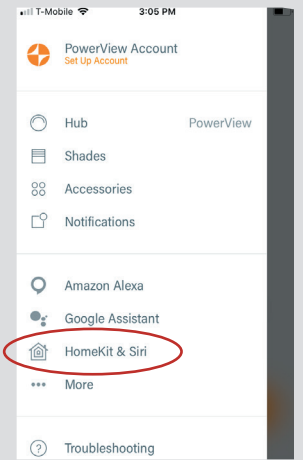 T-Mobile 3:05 PM
PowerView Account
Set Up Account
Hub PowerView
Shades
Accessories
Notifications
Amazon Alexa
Google Assistant
HomeKit & Siri
More
? Troubleshooting